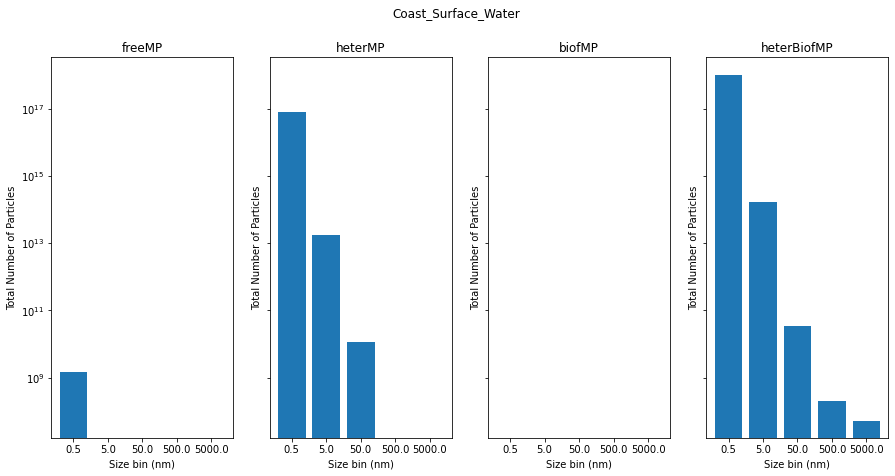 Coast_Surface_Water
freeMP
heterMP
biofMP
heterBiofMP
Total Number of Particles
10^17
10^15
10^13
10^11
10^9
0.5 5.0 50.0 500.0 5000.0
Size bin (nm)
Total Number of Particles
0.5 5.0 50.0 500.0 5000.0
Size bin (nm)
Total Number of Particles
0.5 5.0 50.0 500.0 5000.0
Size bin (nm)
Total Number of Particles
0.5 5.0 50.0 500.0 5000.0
Size bin (nm)